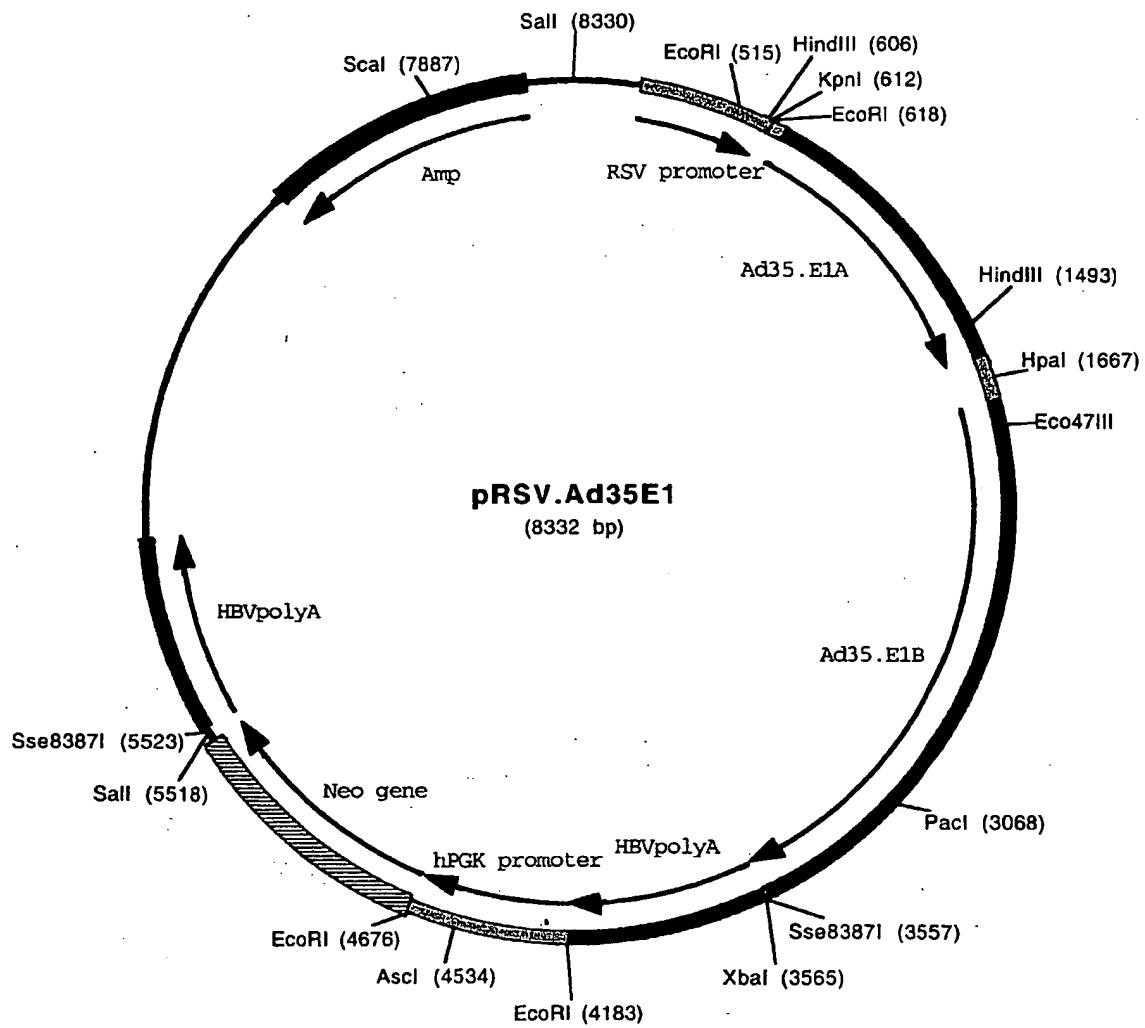 SalI (8330)
EcoRI (515)
HindIII (606)
ScaI (7887)
KpnI (612)
EcoRI (618)
Amp
RSV promoter
Ad35.E1A
HindIII (1493)
HpaI (1667)
Eco47III
pRSV.Ad35E1
(8332 bp)
HBVpolyA
Ad35.E1B
Sse8387I (5523)
SalI (5518)
Neo gene
PacI (3068)
hPGK promoter
HBVpolyA
EcoRI (4676)
Sse8387I (3557)
AscI (4534)
XbaI (3565)
EcoRI (4183)